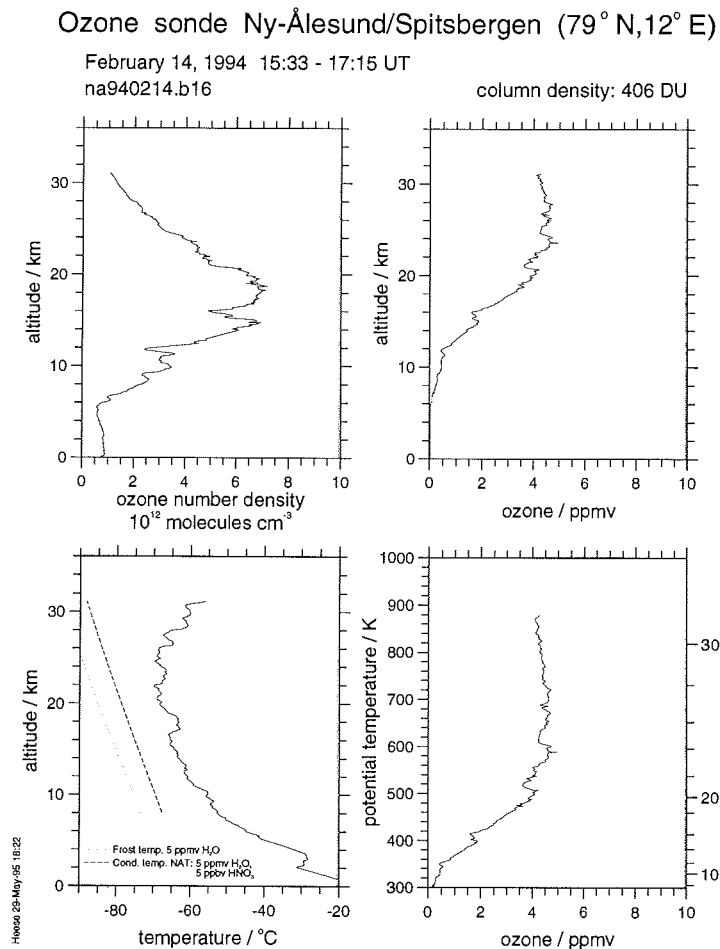 Ozone sonde Ny-Ålesund/Spitsbergen (79° N,12° E)
February 14, 1994 15:33 - 17:15 UT
na940214.b16
column density: 406 DU
altitude / km
30
20
10
0
0 2 4 6 8 10
ozone number density
10¹² molecules cm⁻³
altitude / km
30
20
10
0
0 2 4 6 8 10
ozone / ppmv
altitude / km
30
20
10
0
Frost temp. 5 ppmv H₂O
Cond. temp. NAT: 5 ppmv H₂O,
5 ppbv HNO₃
-80 -60 -40 -20
temperature / °C
potential temperature / K
1000
900
800
700
600
500
400
300
30
20
10
0 2 4 6 8 10
ozone / ppmv
29-May-95 18:22